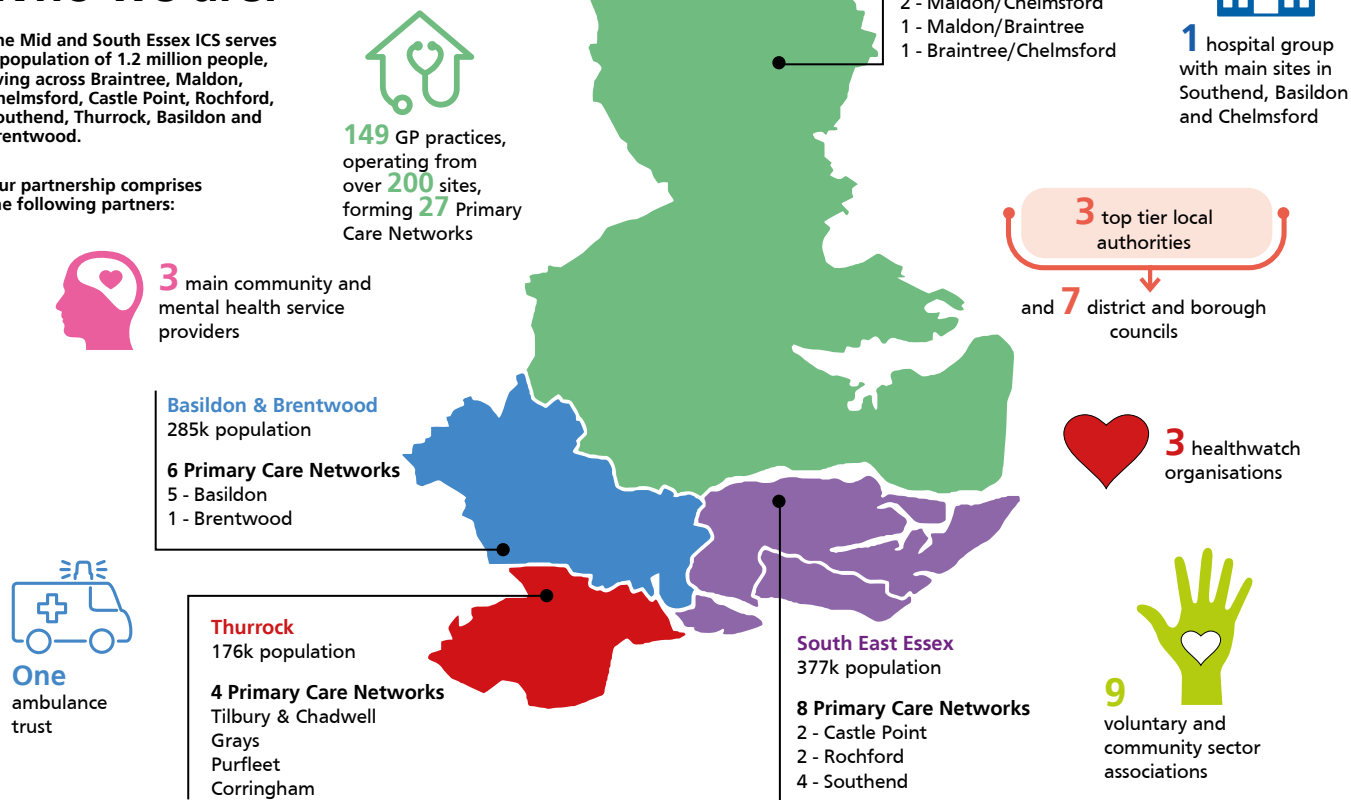 he Mid and South Essex ICS serves
population of 1.2 million people,
ving across Braintree, Maldon,
helmsford, Castle Point, Rochford,
outhend, Thurrock, Basildon and
rentwood.
ur partnership comprises
he following partners:
149 GP practices,
operating from
over 200 sites,
forming 27 Primary
Care Networks
2 - Maldon/Chelmsford
1 - Maldon/Braintree
1 - Braintree/Chelmsford
1 hospital group
with main sites in
Southend, Basildon
and Chelmsford
3 top tier local
authorities
and 7 district and borough
councils
3 main community and
mental health service
providers
Basildon & Brentwood
285k population
6 Primary Care Networks
5 - Basildon
1 - Brentwood
3 healthwatch
organisations
One
ambulance
trust
Thurrock
176k population
4 Primary Care Networks
Tilbury & Chadwell
Grays
Purfleet
Corringham
South East Essex
377k population
8 Primary Care Networks
2 - Castle Point
2 - Rochford
4 - Southend
9
voluntary and
community sector
associations